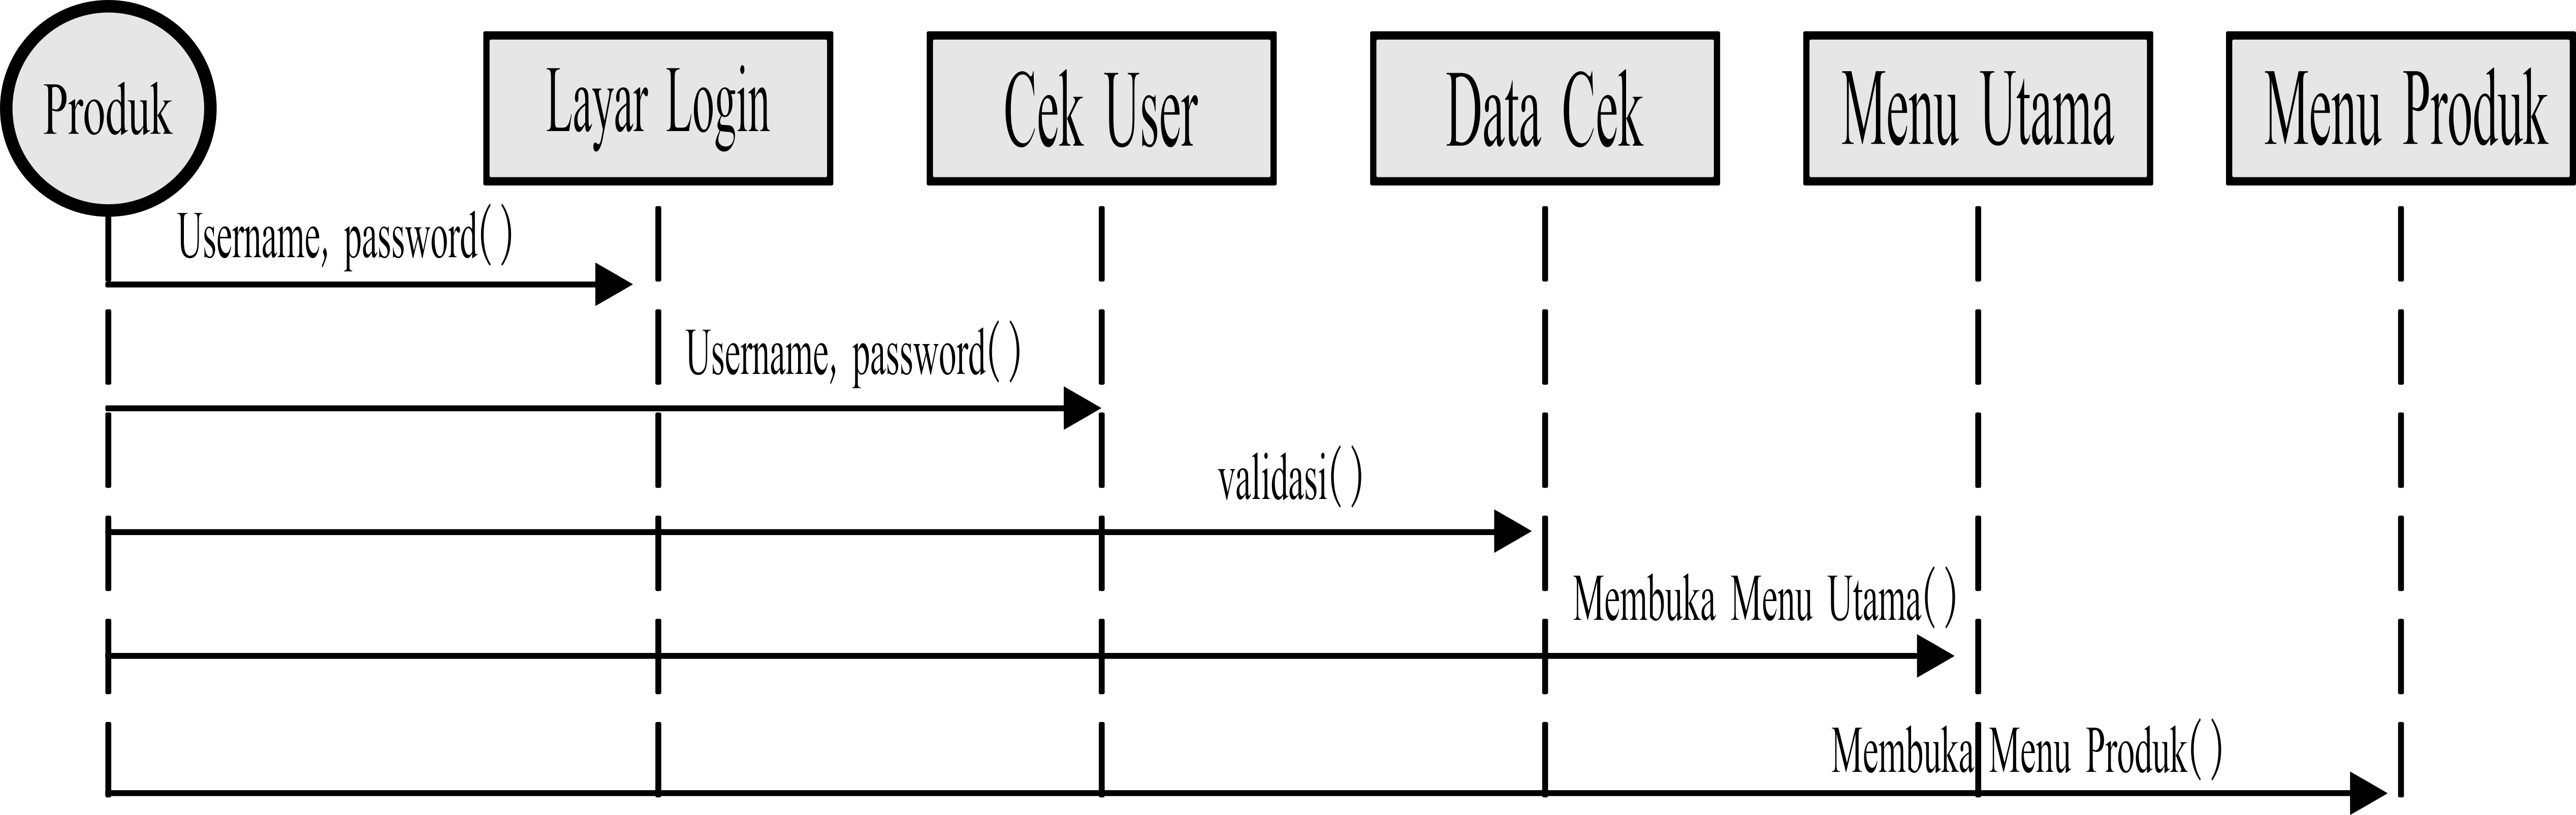 Produk
Layar Login
Cek User
Data Cek
Menu Utama
Menu Produk
Username, password()
Username, password()
validasi()
Membuka Menu Utama()
Membuka Menu Produk()